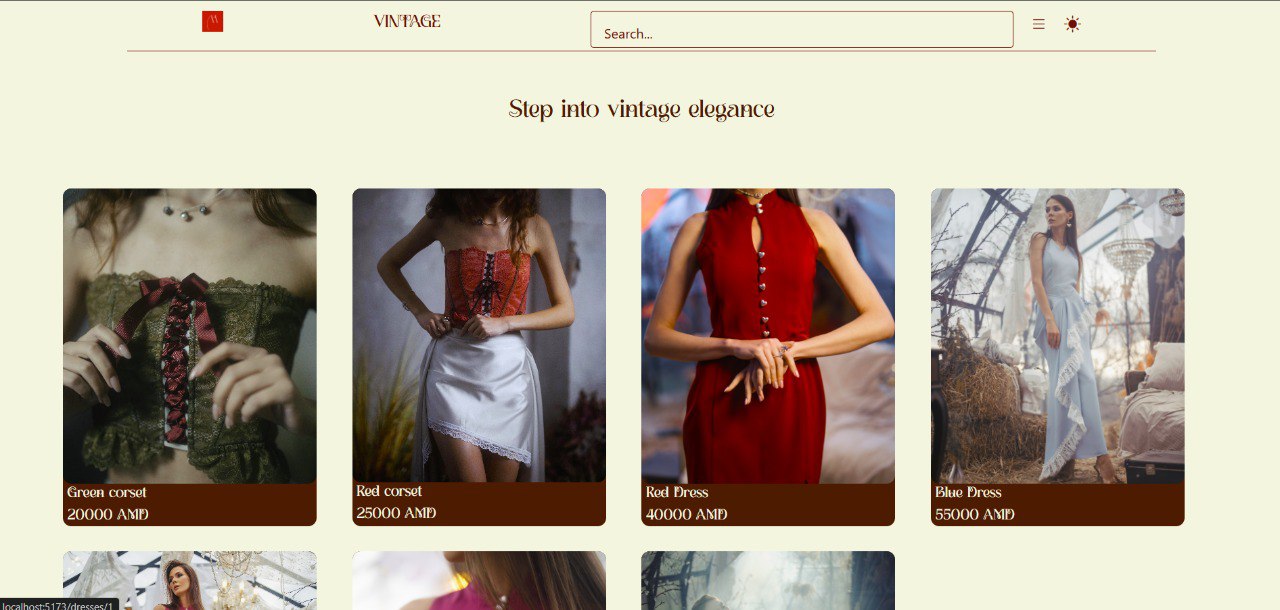 VINTAGE
Search...
Step into vintage elegance
Green corset
20000 AMD
Red corset
25000 AMD
Red Dress
40000 AMD
Blue Dress
55000 AMD
localhost:5173/dresses/1